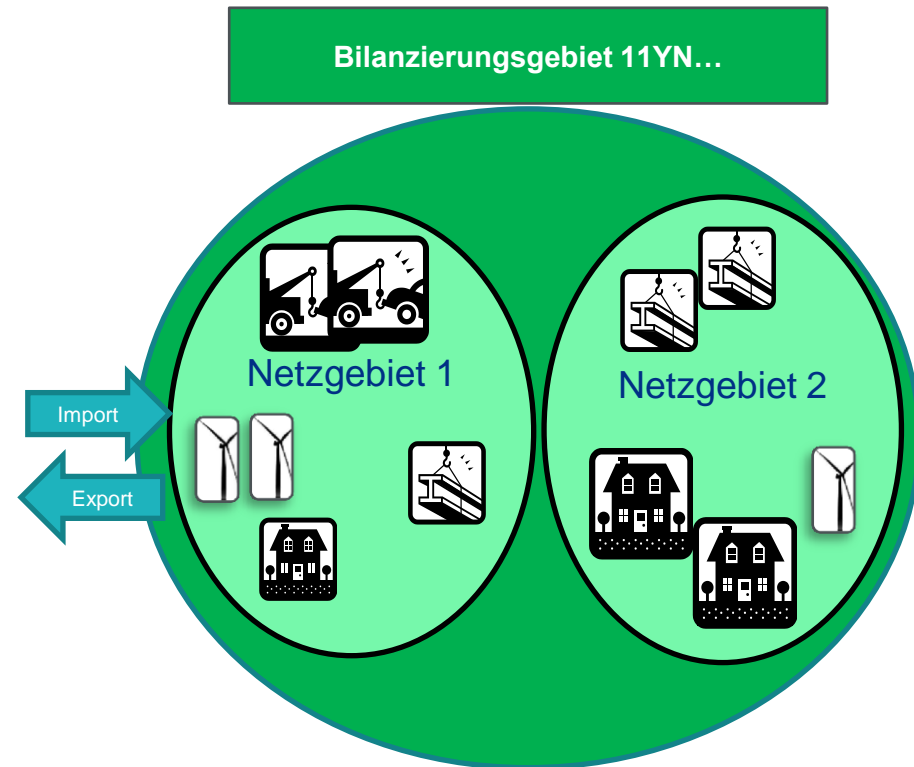 Bilanzierungsgebiet 11YN…
Netzgebiet 1
Netzgebiet 2
Import
Export